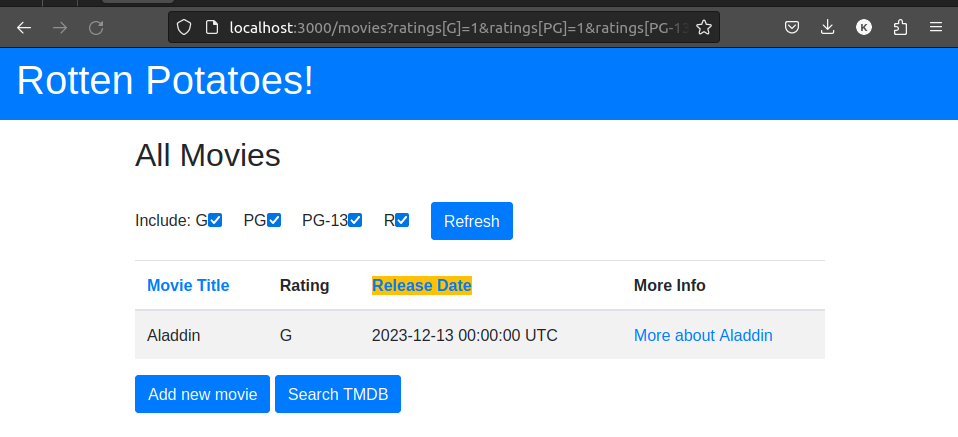 localhost:3000/movies?ratings[G]=1&ratings[PG]=1&ratings[PG-13
K
Rotten Potatoes!
All Movies
Include: G PG PG-13 R Refresh
Movie Title Rating Release Date More Info
Aladdin G 2023-12-13 00:00:00 UTC More about Aladdin
Add new movie Search TMDB